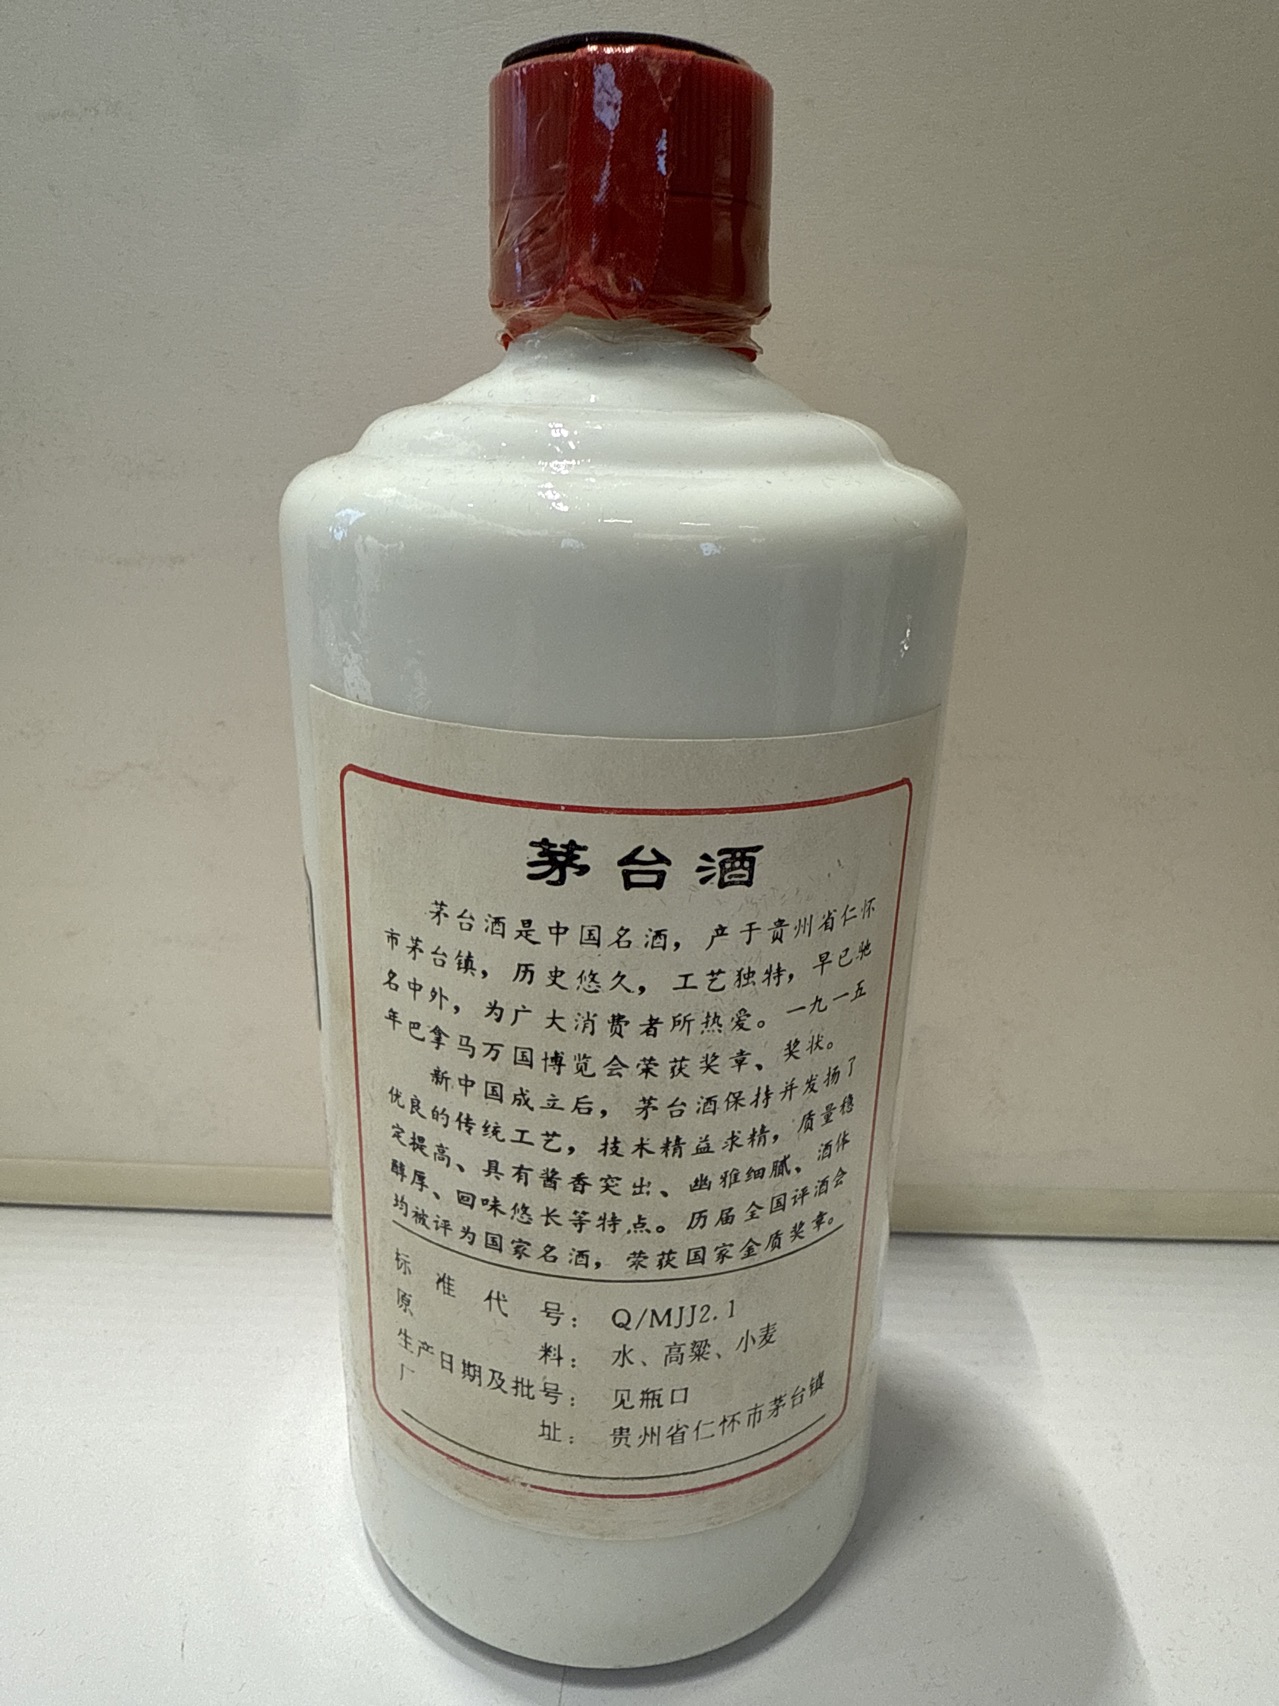 茅台酒
茅台酒是中国名酒，产于贵州省仁怀
市茅台镇，历史悠久，工艺独特，早已驰
名中外，为广大消费者所热爱。一九一五
年巴拿马万国博览会荣获奖章、奖状。
新中国成立后，茅台酒保持并发扬了
优良的传统工艺，技术精益求精，质量稳
定提高、具有酱香突出、幽雅细腻、酒体
醇厚、回味悠长等特点。历届全国评酒会
均被评为国家名酒，荣获国家金质奖章。
标准代号：Q/MJJ2.1
原料：水、高粱、小麦
生产日期及批号：见瓶口
厂址：贵州省仁怀市茅台镇